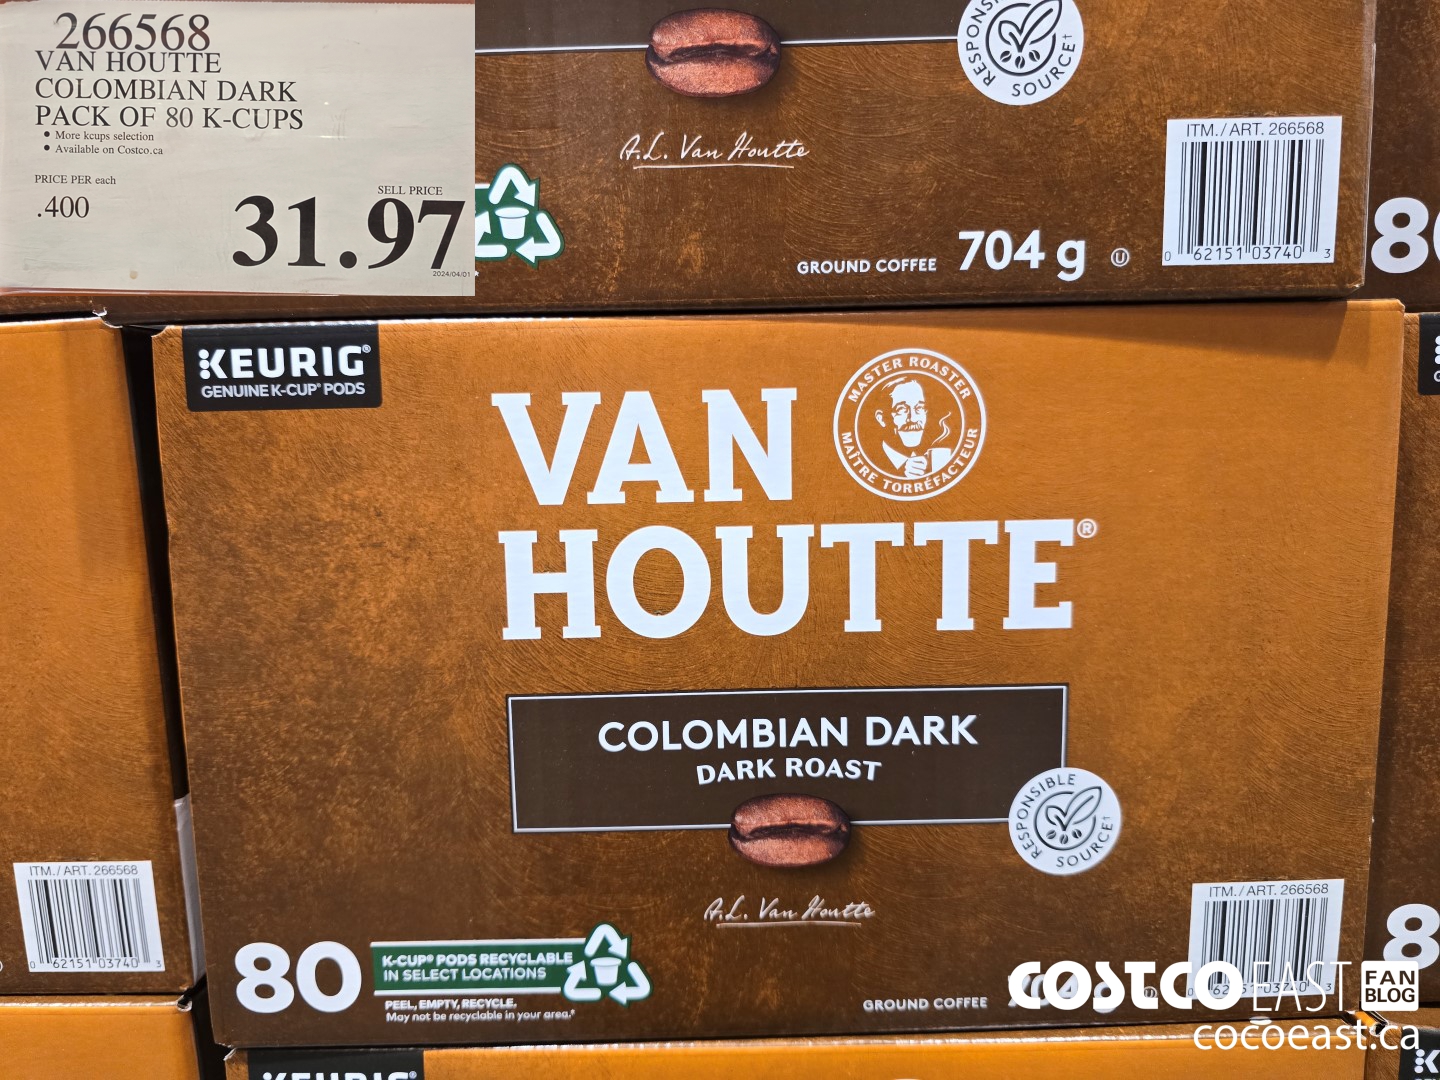 266568
VAN HOUTTE
COLOMBIAN DARK
PACK OF 80 K-CUPS
• More kcups selection
• Available on Costco.ca
PRICE PER each
.400
SELL PRICE
31.97
2024/04/01
RESPONS
SOURCE†
A.L. Van Houtte
ITM./ART. 266568
0 62151 03740 3
GROUND COFFEE 704 g U
8
KEURIG®
GENUINE K-CUP® PODS
VAN
HOUTTE®
MASTER ROASTER
MAÎTRE TORRÉFACTEUR
COLOMBIAN DARK
DARK ROAST
RESPONSIBLE
SOURCE†
A.L. Van Houtte
80
K-CUP® PODS RECYCLABLE
IN SELECT LOCATIONS
PEEL, EMPTY, RECYCLE.
May not be recyclable in your area.*
GROUND COFFEE
ITM./ART. 266568
ITM./ART. 266568
0 62151 03740 3
8
COSTCO EAST FAN BLOG
cocoeast.ca
KEURIG®